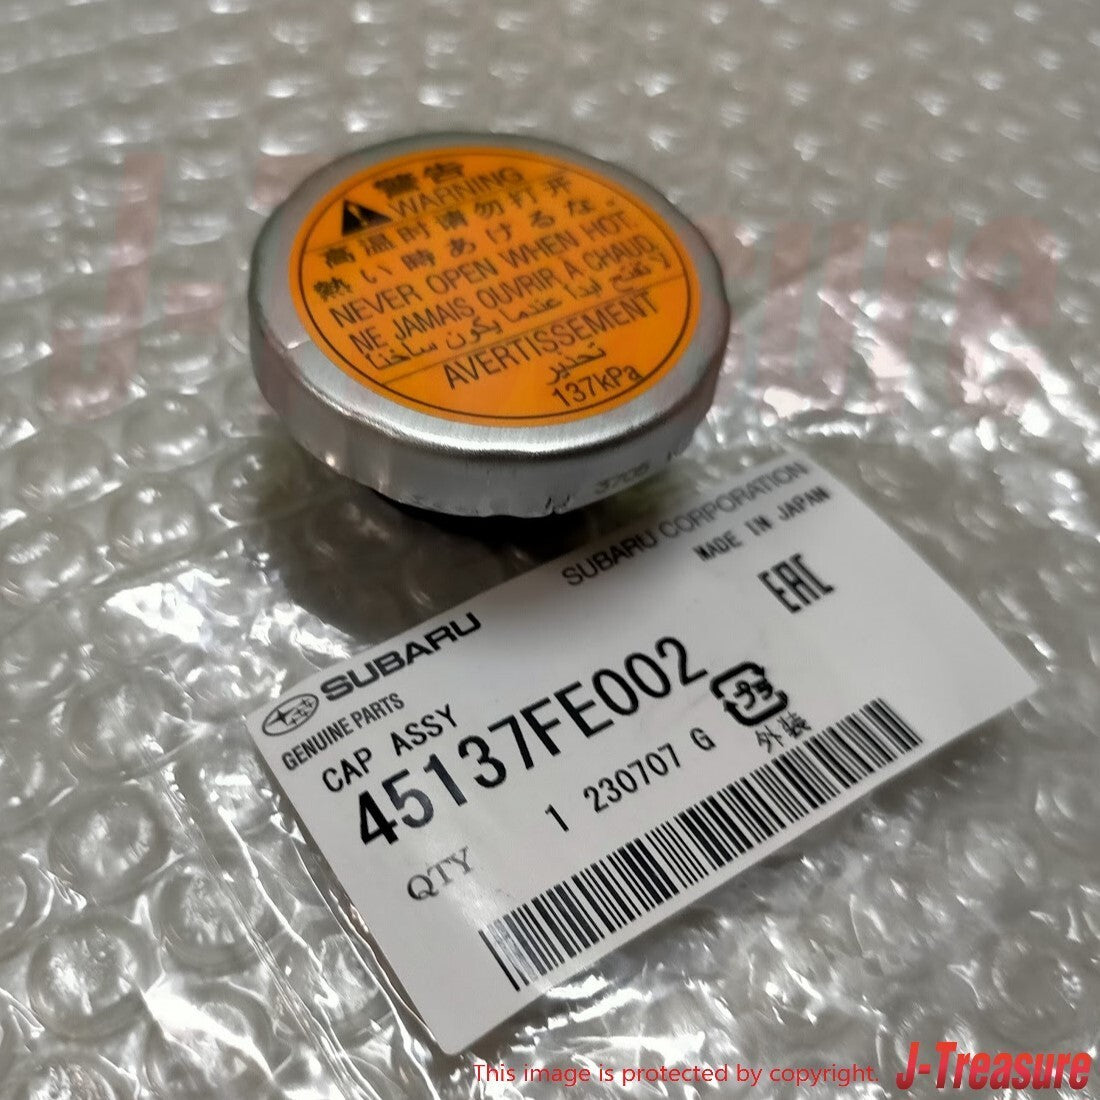 警告
WARNING
高温时请勿打开
熱い時あけるな。
NEVER OPEN WHEN HOT.
NE JAMAIS OUVRIR A CHAUD.
لا تفتح ابدا عندما يكون ساخنا
AVERTISSEMENT
تحذير
137kPa
SUBARU CORPORATION
MADE IN JAPAN
EAC
SUBARU
GENUINE PARTS
CAP ASSY
45137FE002
プラ
外装
QTY
1 230707 G
This image is protected by copyright.
J-Treasure